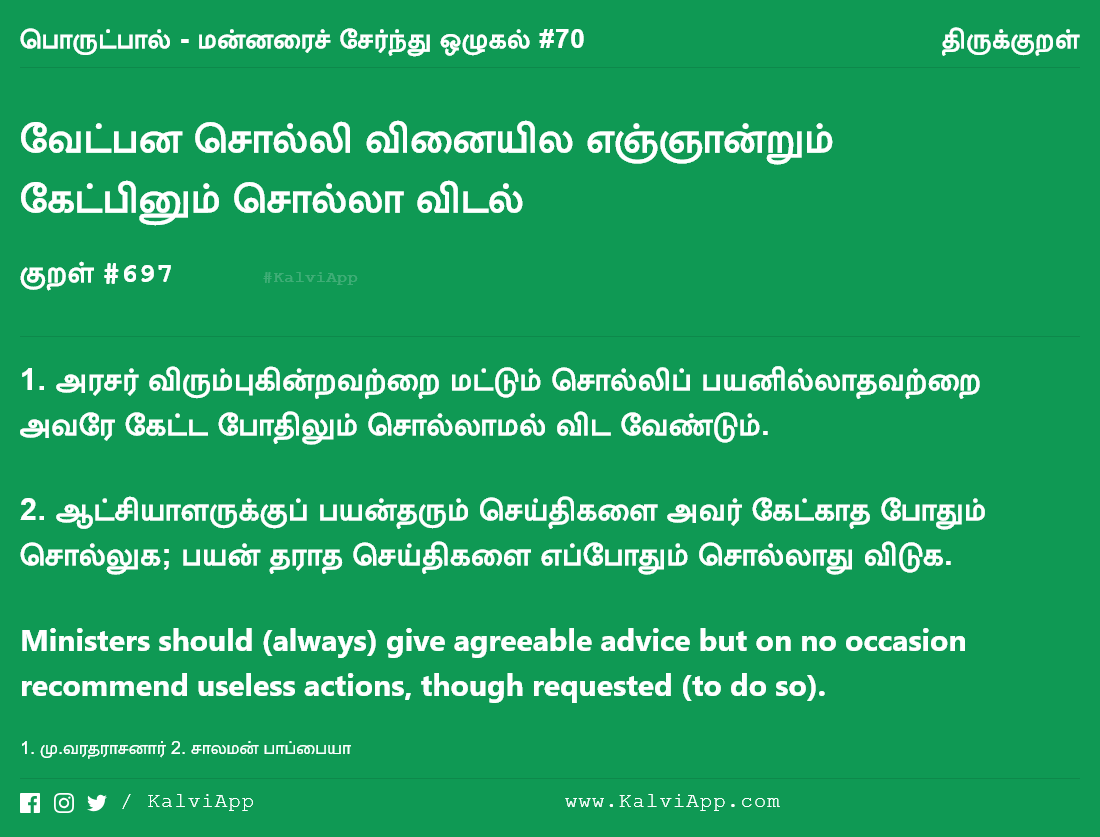 பொருட்பால் - மன்னரைச் சேர்ந்து ஒழுகல் #70 திருக்குறள்
வேட்பன சொல்லி வினையில எஞ்ஞான்றும்
கேட்பினும் சொல்லா விடல்
குறள் #697 #KalviApp
1. அரசர் விரும்புகின்றவற்றை மட்டும் சொல்லிப் பயனில்லாதவற்றை
அவரே கேட்ட போதிலும் சொல்லாமல் விட வேண்டும்.
2. ஆட்சியாளருக்குப் பயன்தரும் செய்திகளை அவர் கேட்காத போதும்
சொல்லுக; பயன் தராத செய்திகளை எப்போதும் சொல்லாது விடுக.
Ministers should (always) give agreeable advice but on no occasion
recommend useless actions, though requested (to do so).
1. மு.வரதராசனார் 2. சாலமன் பாப்பையா
/ KalviApp www.KalviApp.com